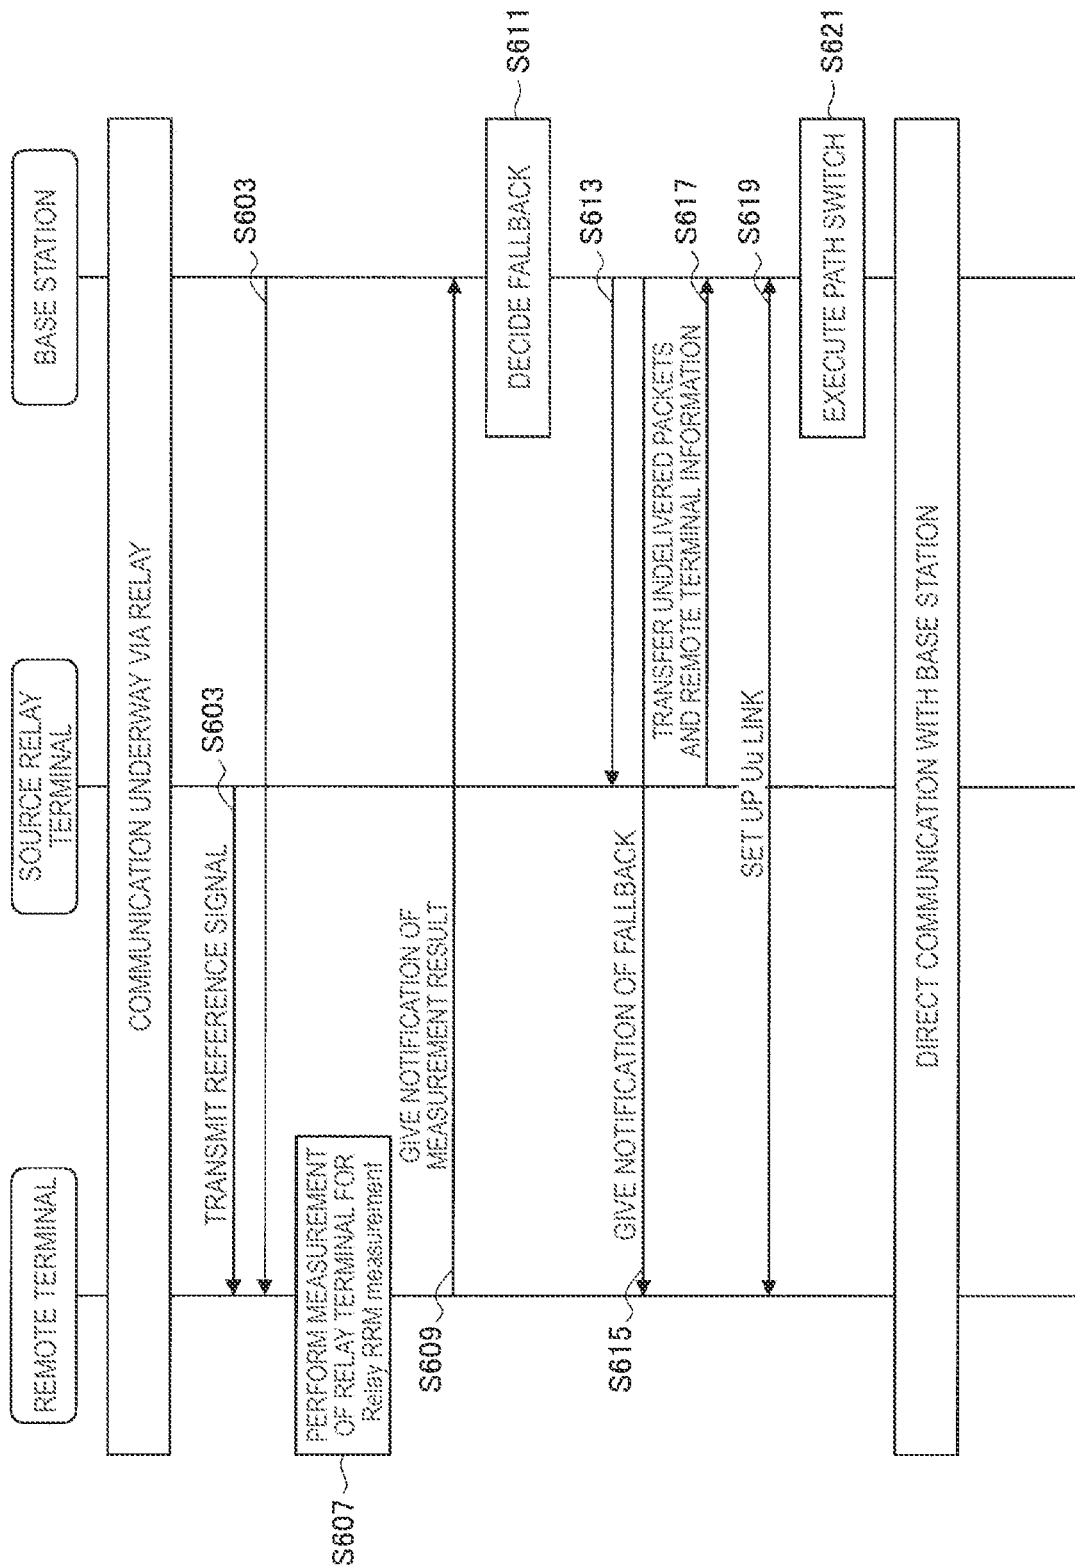 REMOTE TERMINAL
SOURCE RELAY
TERMINAL
BASE STATION
COMMUNICATION UNDERWAY VIA RELAY
TRANSMIT REFERENCE SIGNAL
S603
S603
PERFORM MEASUREMENT
OF RELAY TERMINAL FOR
Relay RRM measurement
S607
GIVE NOTIFICATION OF
MEASUREMENT RESULT
S609
DECIDE FALLBACK
S611
S613
GIVE NOTIFICATION OF FALLBACK
S615
TRANSFER UNDELIVERED PACKETS
AND REMOTE TERMINAL INFORMATION
S617
SET UP Uu LINK
S619
EXECUTE PATH SWITCH
S621
DIRECT COMMUNICATION WITH BASE STATION